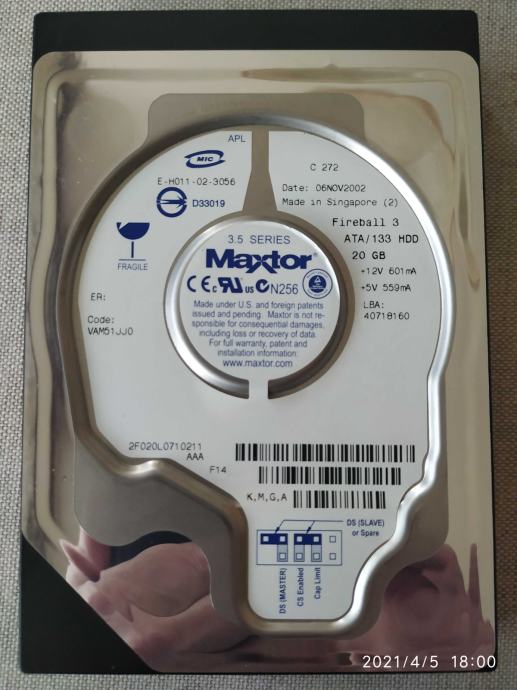 APL
MIC
E-H011-02-3056
D33019
FRAGILE
ER:
Code:
VAM51JJ0
C 272
Date: 06NOV2002
Made in Singapore (2)
Fireball 3
ATA/133 HDD
20 GB
+12V 601mA
+5V 559mA
LBA:
40718160
3.5 SERIES
Maxtor
CE RU US C N256
Made under U.S. and foreign patents
issued and pending. Maxtor is not re-
sponsible for consequential damages,
including loss or recovery of data.
For full warranty, patent and
installation information:
www.maxtor.com
2F020L0710211
AAA
F14
K,M,G,A
DS (SLAVE)
or Spare
DS (MASTER)
CS Enabled
Cap Limit
2021/4/5 18:00